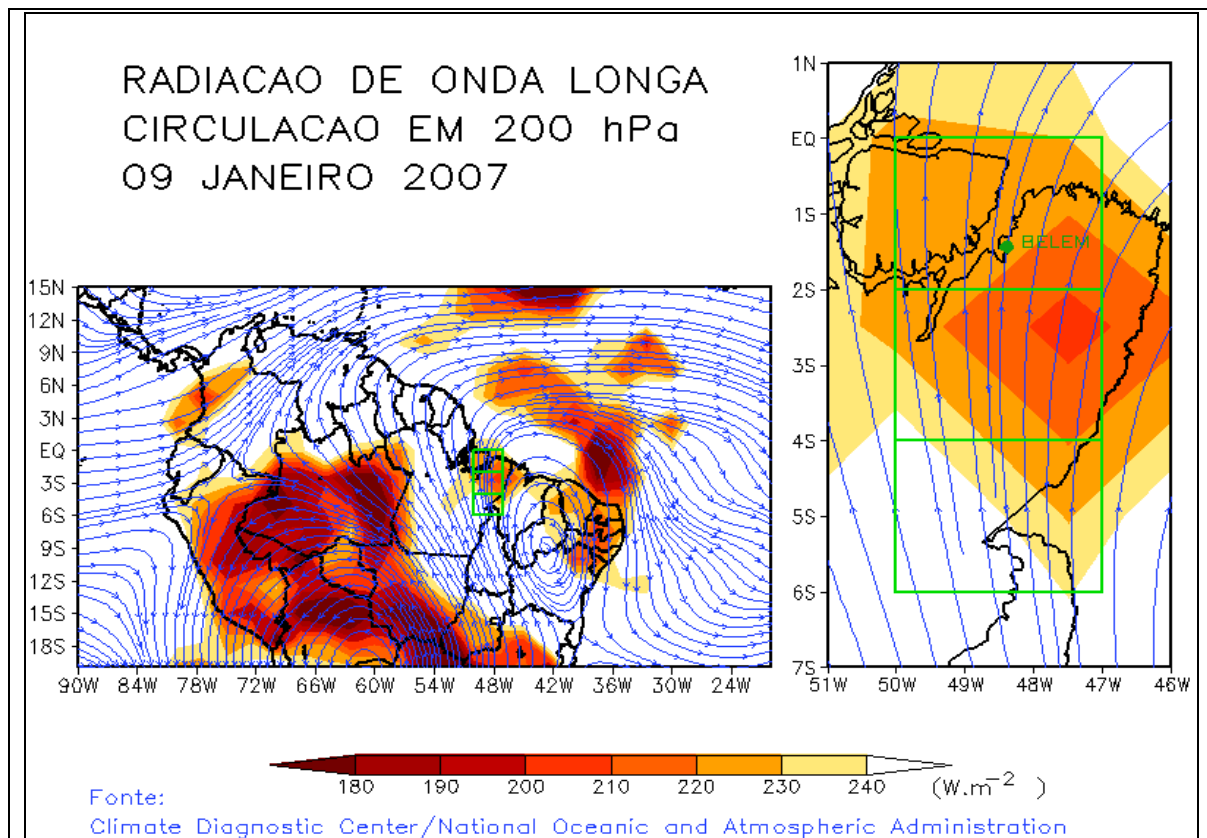 RADIACAO DE ONDA LONGA
CIRCULACAO EM 200 hPa
09 JANEIRO 2007
15N
12N
9N
6N
3N
EQ
3S
6S
9S
12S
15S
18S
90W 84W 78W 72W 66W 60W 54W 48W 42W 36W 30W 24W
1N
EQ
1S
BELEM
2S
3S
4S
5S
6S
7S
51W 50W 49W 48W 47W 46W
180 190 200 210 220 230 240 (W.m⁻²)
Fonte:
Climate Diagnostic Center/National Oceanic and Atmospheric Administration